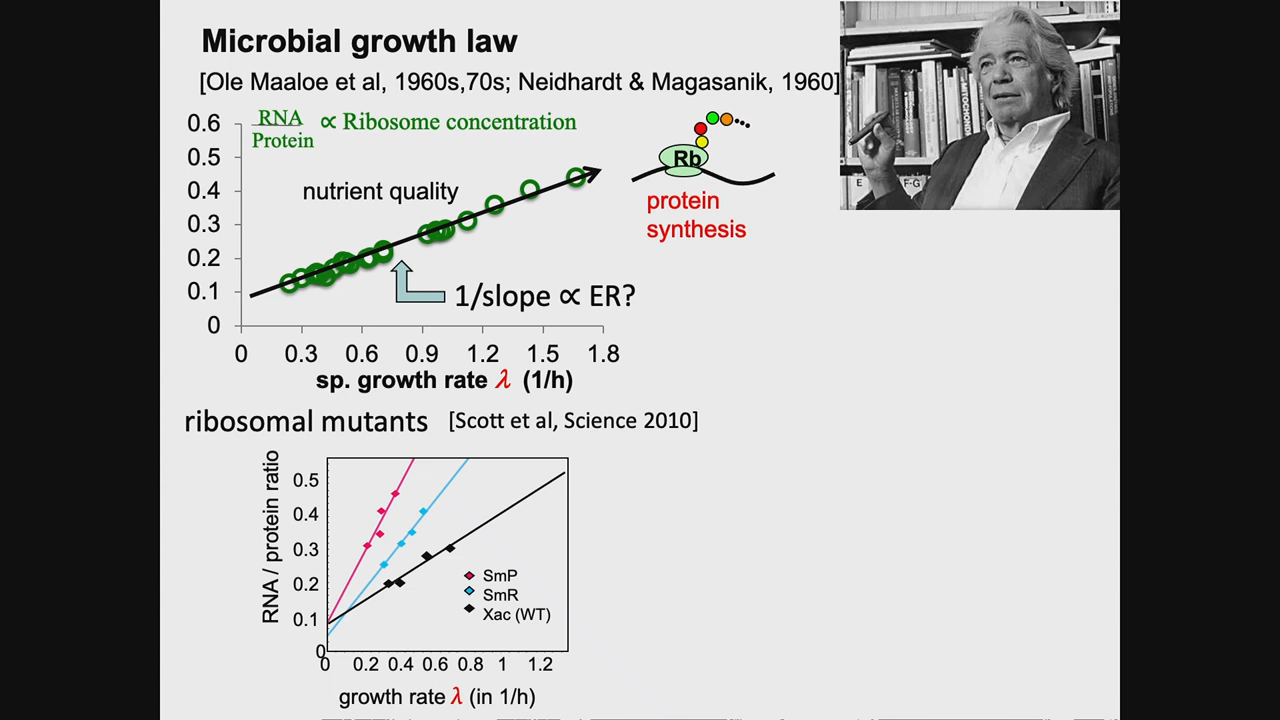 Microbial growth law
[Ole Maaloe et al, 1960s,70s; Neidhardt & Magasanik, 1960]
RNA
Protein
∝ Ribosome concentration
0.6
0.5
0.4
0.3
0.2
0.1
0
nutrient quality
1/slope ∝ ER?
0 0.3 0.6 0.9 1.2 1.5 1.8
sp. growth rate λ (1/h)
Rb
protein
synthesis
MITOCHONDRIA
E
F-G
ribosomal mutants [Scott et al, Science 2010]
RNA / protein ratio
0.5
0.4
0.3
0.2
0.1
0
SmP
SmR
Xac (WT)
0 0.2 0.4 0.6 0.8 1 1.2
growth rate λ (in 1/h)